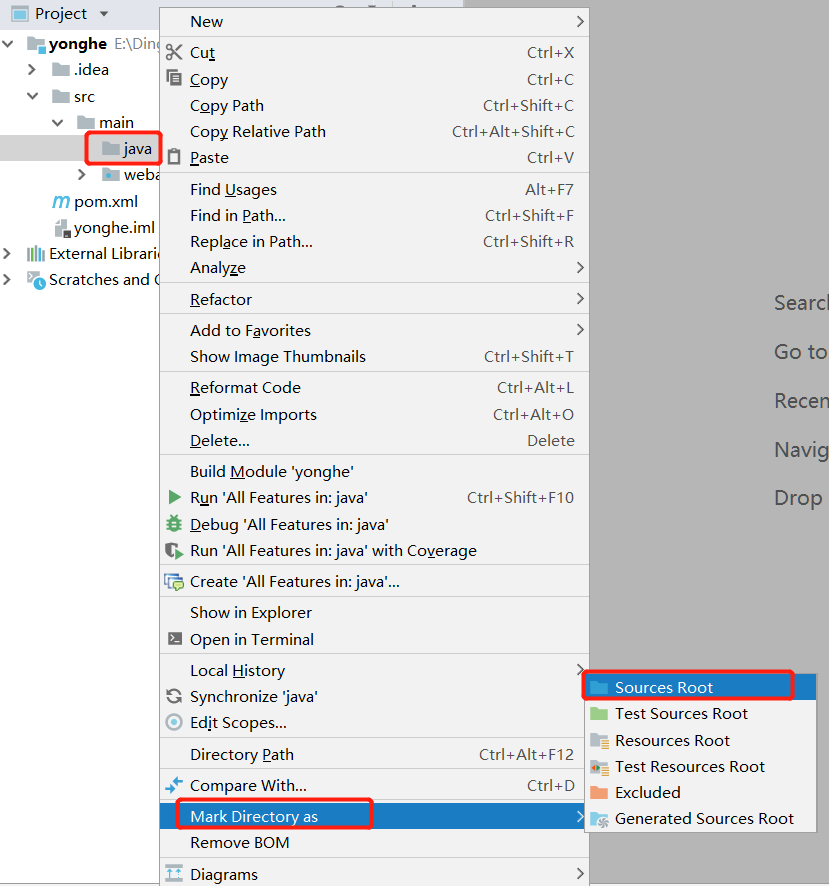 Project
yonghe E:\Ding
.idea
src
main
java
weba
pom.xml
yonghe.iml
External Librari
Scratches and C
New
Cut Ctrl+X
Copy Ctrl+C
Copy Path Ctrl+Shift+C
Copy Relative Path Ctrl+Alt+Shift+C
Paste Ctrl+V
Find Usages Alt+F7
Find in Path... Ctrl+Shift+F
Replace in Path... Ctrl+Shift+R
Analyze
Refactor
Add to Favorites
Show Image Thumbnails Ctrl+Shift+T
Reformat Code Ctrl+Alt+L
Optimize Imports Ctrl+Alt+O
Delete... Delete
Build Module 'yonghe'
Run 'All Features in: java' Ctrl+Shift+F10
Debug 'All Features in: java'
Run 'All Features in: java' with Coverage
Create 'All Features in: java'...
Show in Explorer
Open in Terminal
Local History
Synchronize 'java'
Edit Scopes...
Directory Path Ctrl+Alt+F12
Compare With... Ctrl+D
Mark Directory as
Remove BOM
Diagrams
Sources Root
Test Sources Root
Resources Root
Test Resources Root
Excluded
Generated Sources Root
Search
Go to
Recen
Navig
Drop